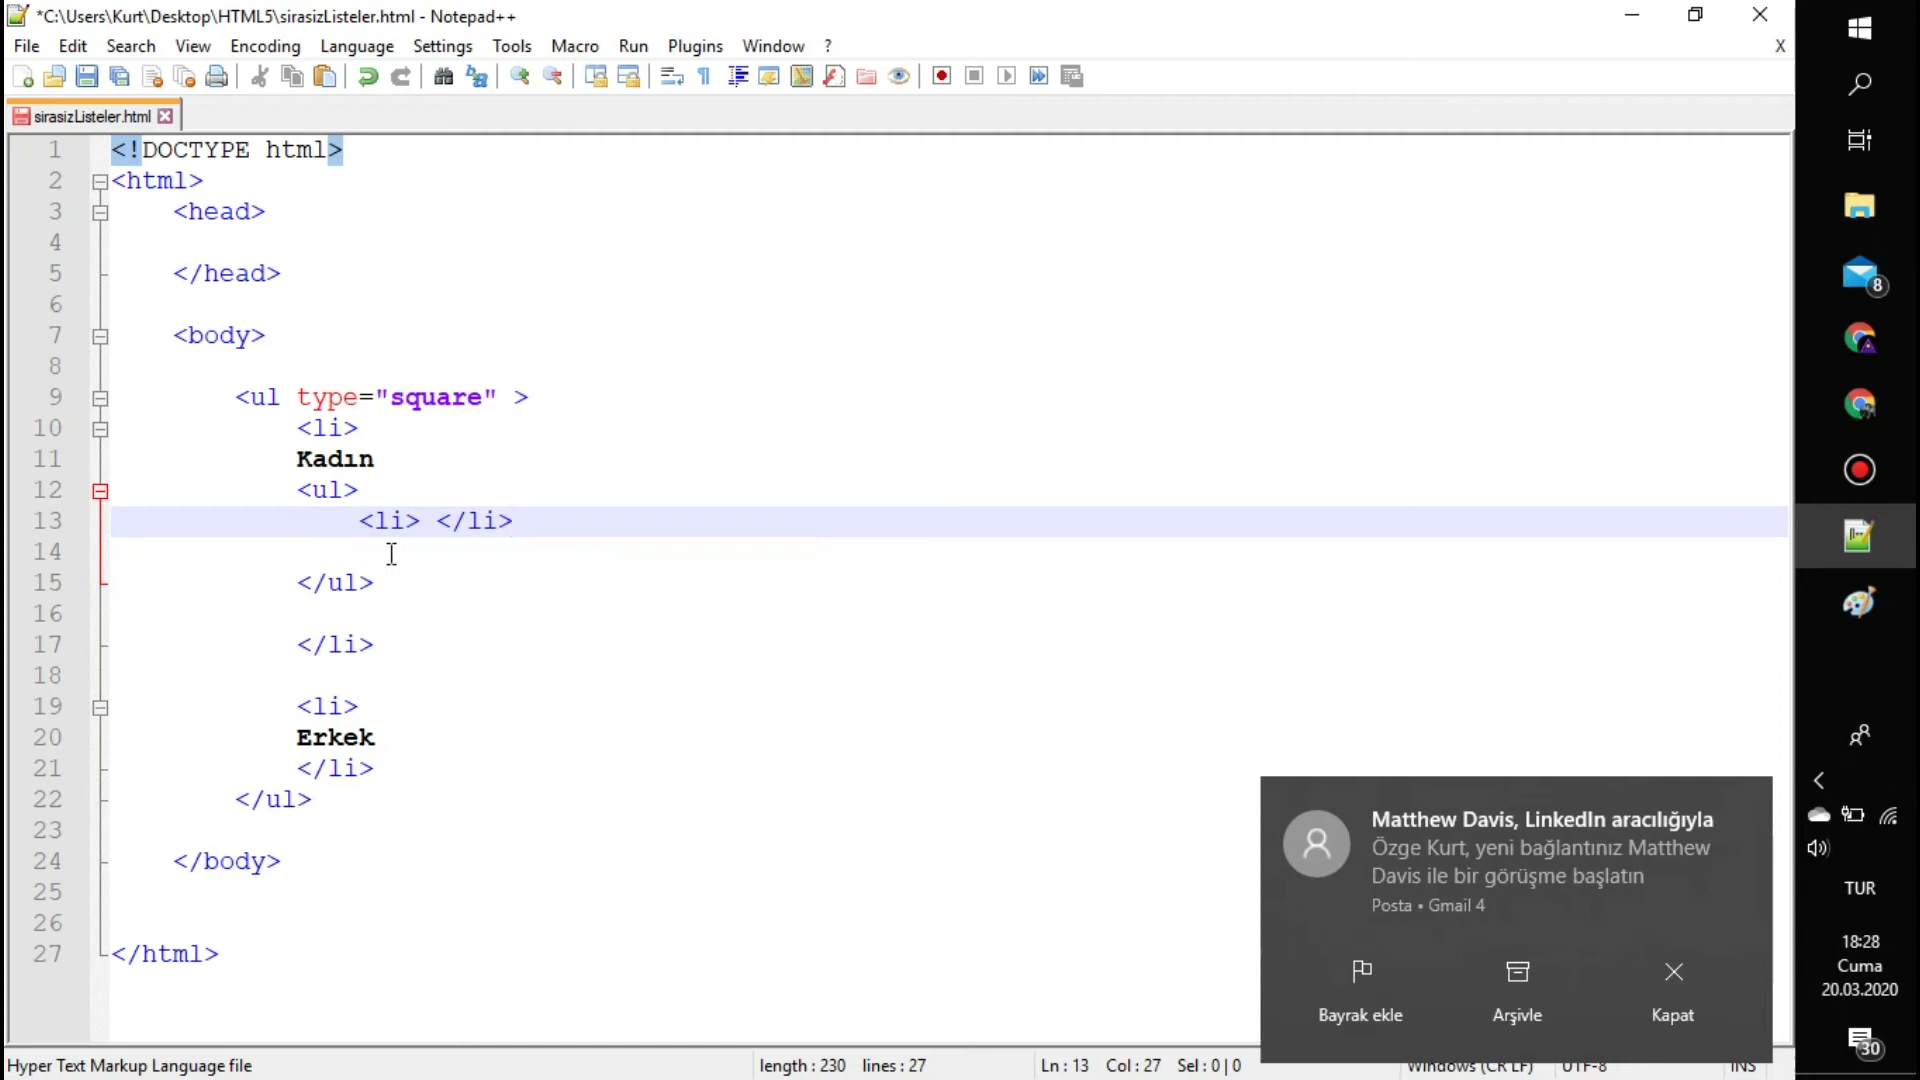 *C:\Users\Kurt\Desktop\HTML5\sirasizListeler.html - Notepad++
File Edit Search View Encoding Language Settings Tools Macro Run Plugins Window ? X
sirasizListeler.html
1 <!DOCTYPE html>
2 <html>
3 <head>
4
5 </head>
6
7 <body>
8
9 <ul type="square" >
10 <li>
11 Kadın
12 <ul>
13 <li> </li>
14
15 </ul>
16
17 </li>
18
19 <li>
20 Erkek
21 </li>
22 </ul>
23
24 </body>
25
26
27 </html>
Matthew Davis, LinkedIn aracılığıyla
Özge Kurt, yeni bağlantınız Matthew
Davis ile bir görüşme başlatın
Posta • Gmail 4
Bayrak ekle Arşivle Kapat
Hyper Text Markup Language file length : 230 lines : 27 Ln : 13 Col : 27 Sel : 0 | 0 Windows (CR LF) UTF-8 INS
8
TUR
18:28
Cuma
20.03.2020
30